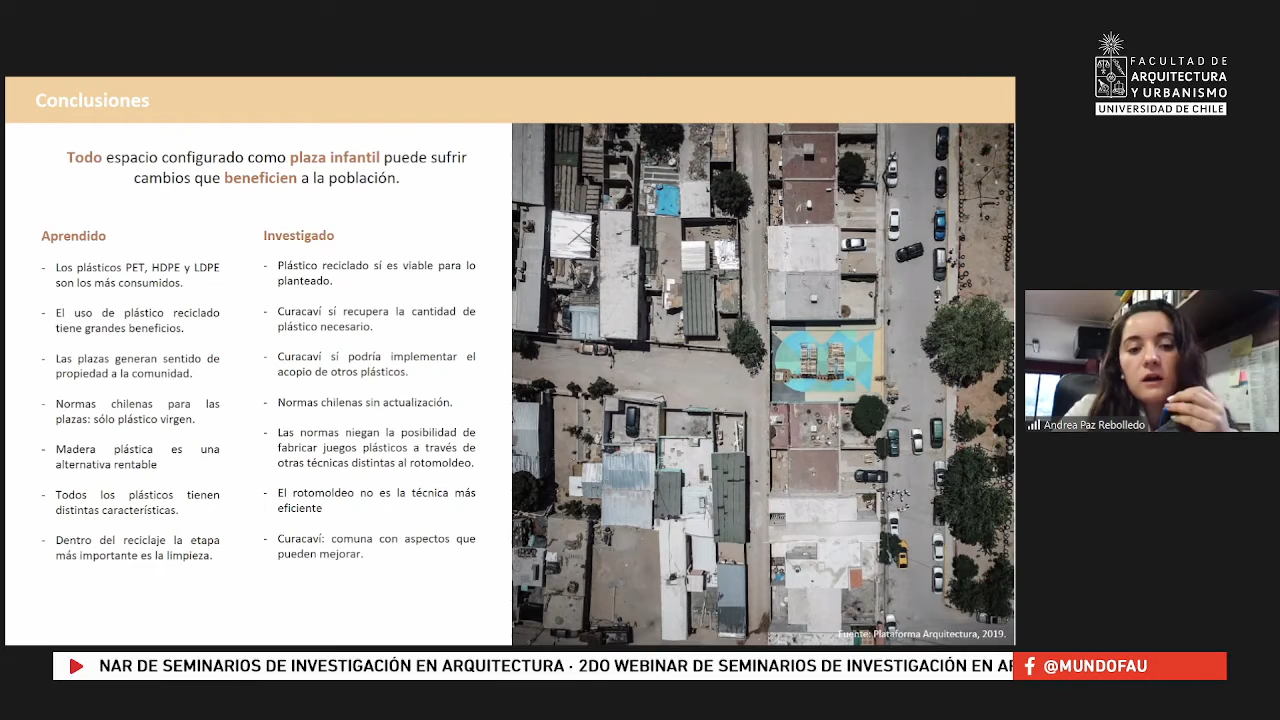 FACULTAD DE
ARQUITECTURA
Y URBANISMO
UNIVERSIDAD DE CHILE
Conclusiones
Todo espacio configurado como plaza infantil puede sufrir
cambios que beneficien a la población.
Aprendido
- Los plásticos PET, HDPE y LDPE
son los más consumidos.
- El uso de plástico reciclado
tiene grandes beneficios.
- Las plazas generan sentido de
propiedad a la comunidad.
- Normas chilenas para las
plazas: sólo plástico virgen.
- Madera plástica es una
alternativa rentable
- Todos los plásticos tienen
distintas características.
- Dentro del reciclaje la etapa
más importante es la limpieza.
Investigado
- Plástico reciclado sí es viable para lo
planteado.
- Curacaví sí recupera la cantidad de
plástico necesario.
- Curacaví sí podría implementar el
acopio de otros plásticos.
- Normas chilenas sin actualización.
- Las normas niegan la posibilidad de
fabricar juegos plásticos a través de
otras técnicas distintas al rotomoldeo.
- El rotomoldeo no es la técnica más
eficiente
- Curacaví: comuna con aspectos que
pueden mejorar.
Fuente: Plataforma Arquitectura, 2019.
Andrea Paz Rebolledo
NAR DE SEMINARIOS DE INVESTIGACIÓN EN ARQUITECTURA · 2DO WEBINAR DE SEMINARIOS DE INVESTIGACIÓN EN AR
@MUNDOFAU